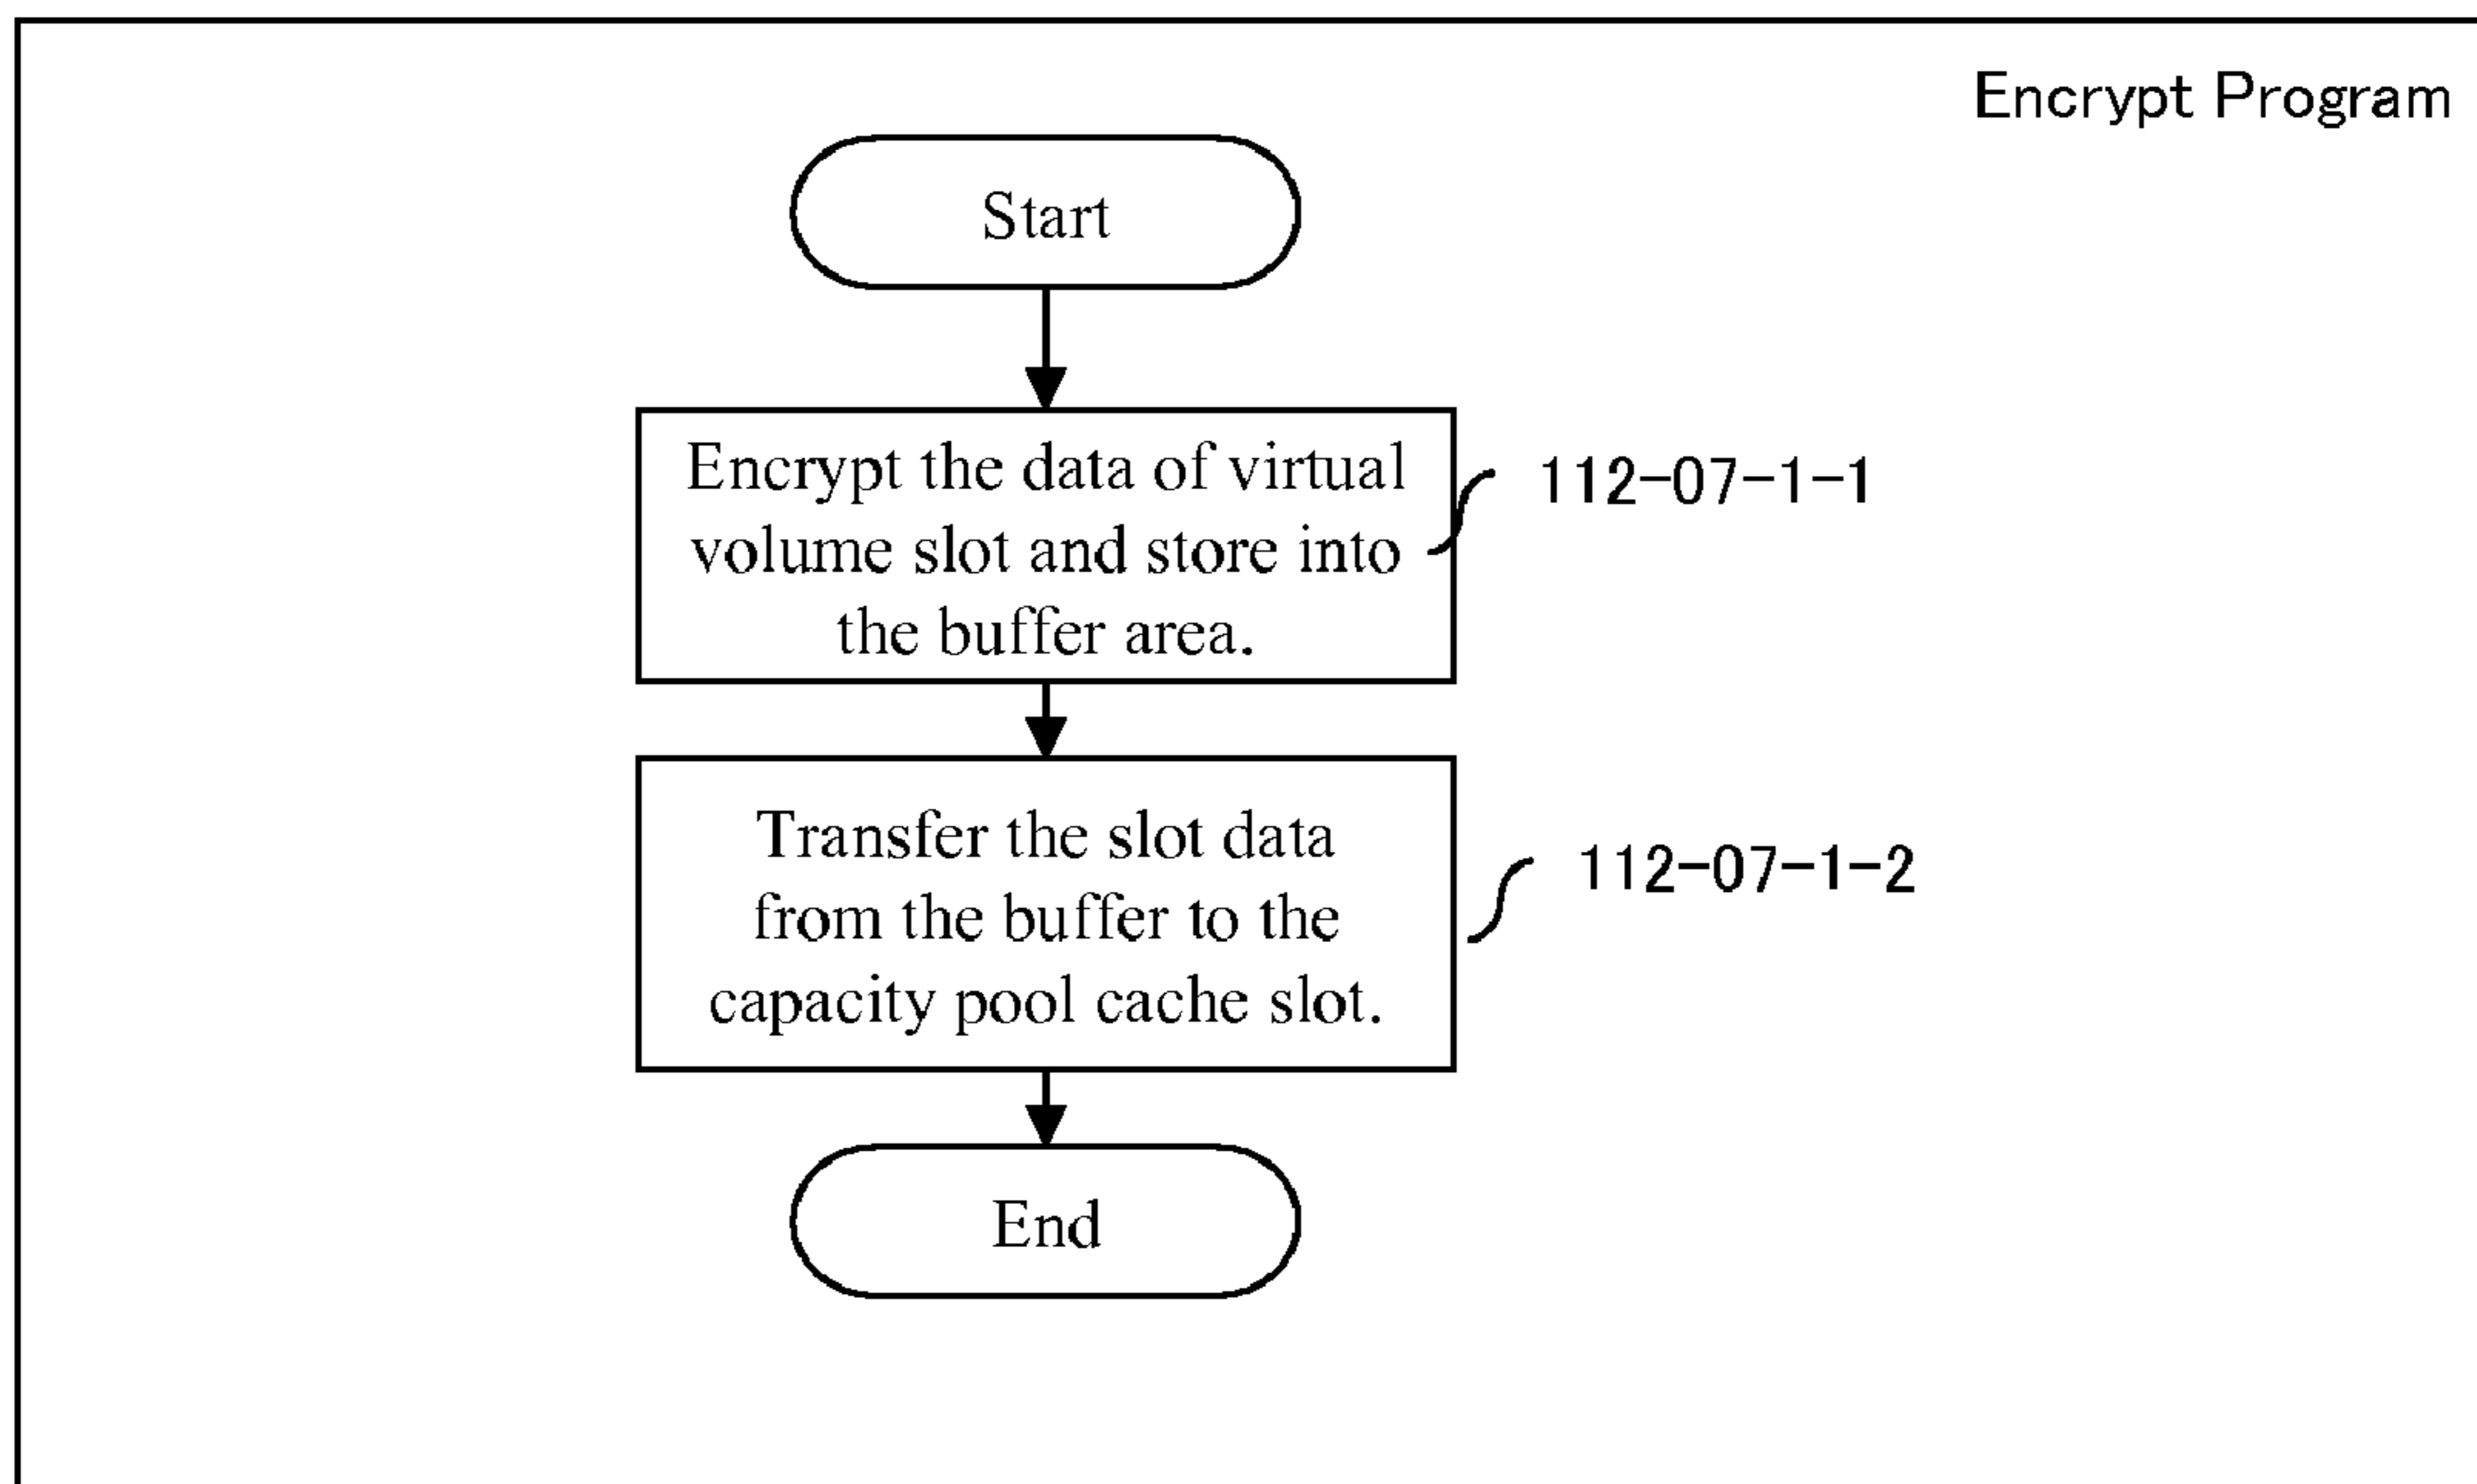 Encrypt Program
Start
Encrypt the data of virtual
volume slot and store into
the buffer area.
112-07-1-1
Transfer the slot data
from the buffer to the
capacity pool cache slot.
112-07-1-2
End